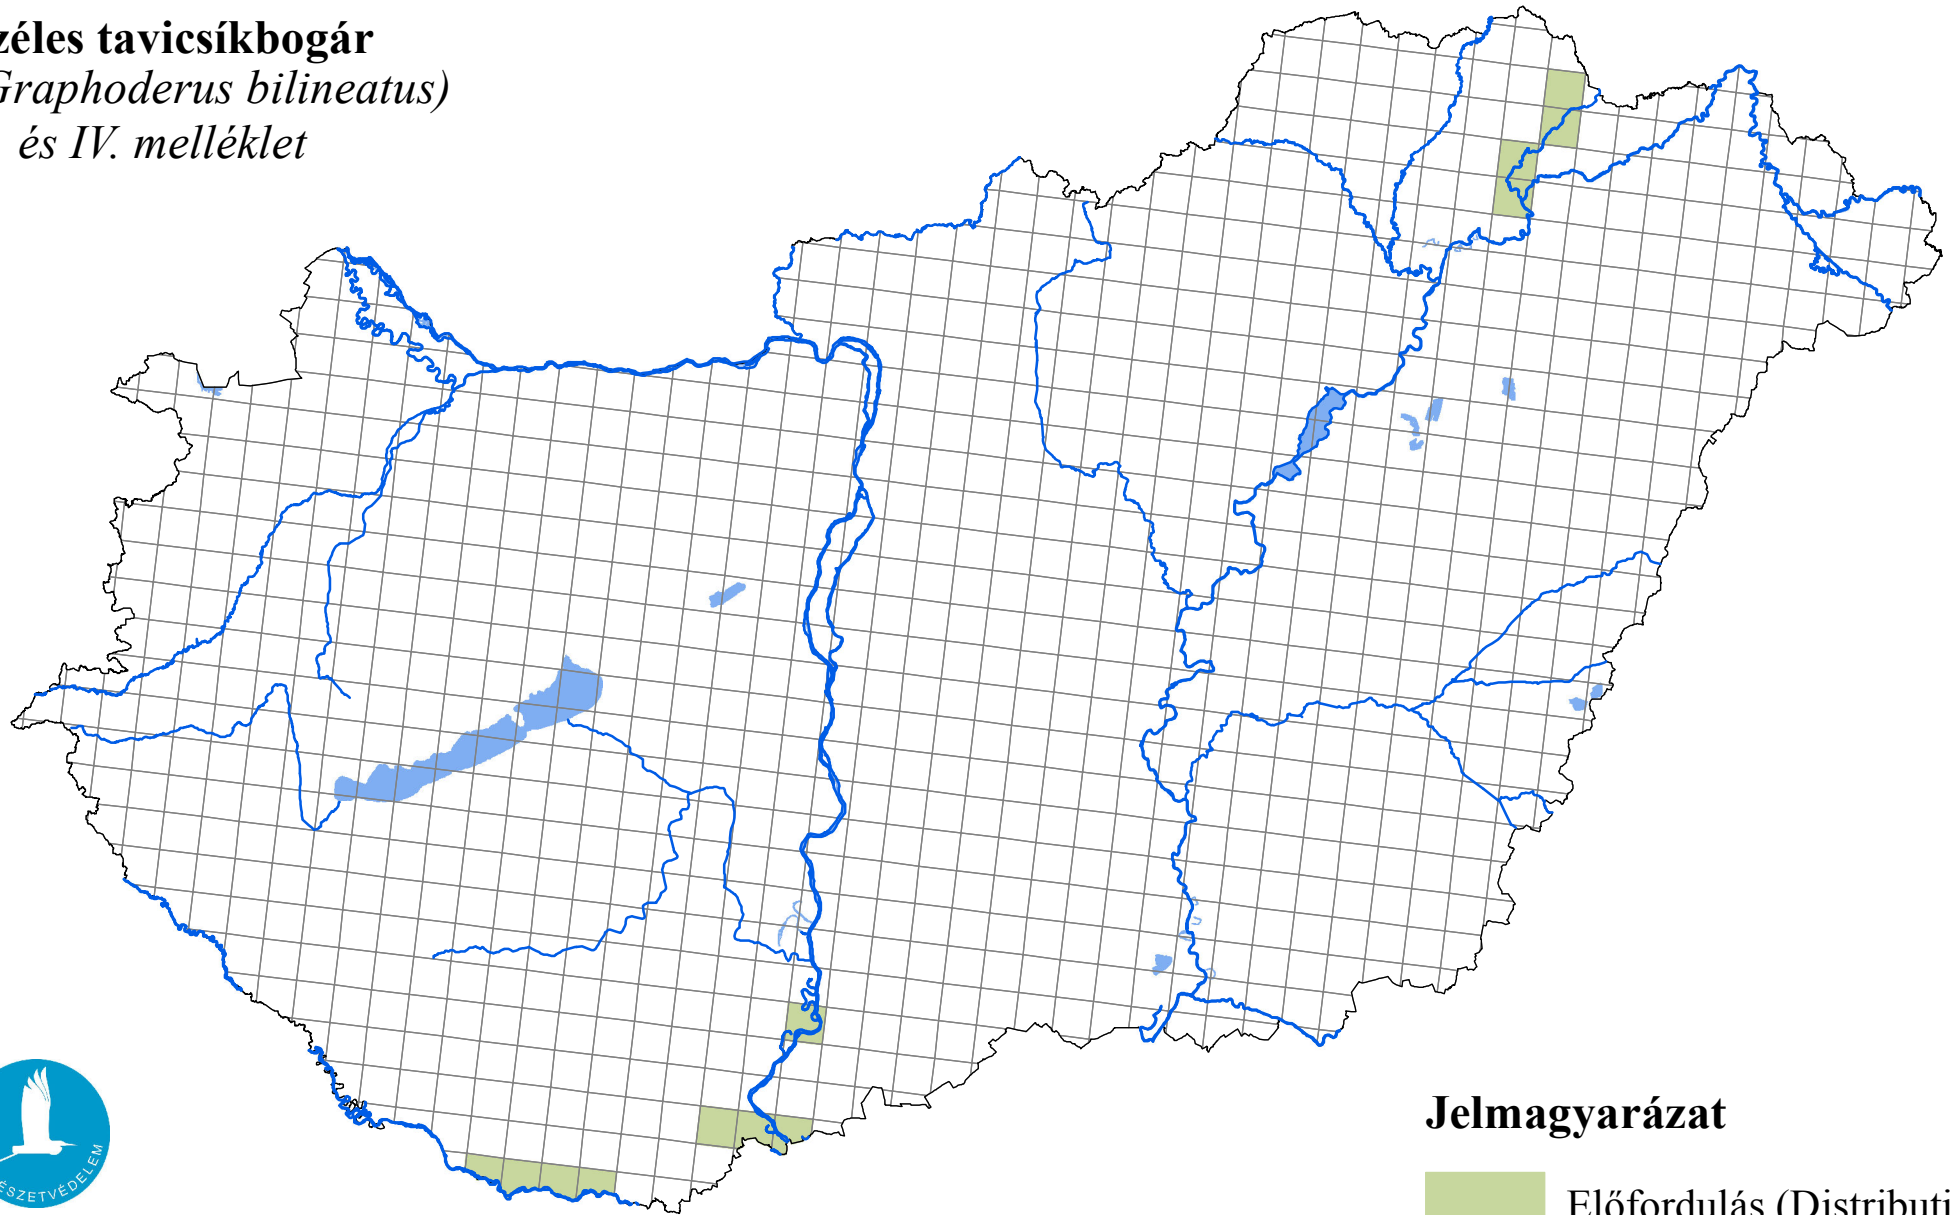 zéles tavicsíkbogár
Graphoderus bilineatus)
és IV. melléklet
Jelmagyarázat
Előfordulás (Distributi
ÉSZETVÉDELEM